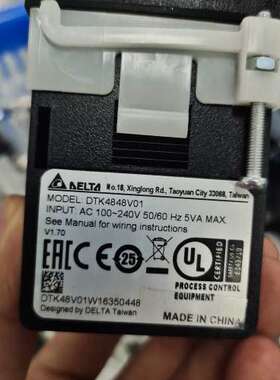 DELTA No.18, Xinglong Rd., Taoyuan City 33068, Taiwan
MODEL: DTK4848V01
INPUT: AC 100~240V 50/60 Hz 5VA MAX
See Manual for wiring instructions
V1.70
EAC CE 25 UL CERTIFIED
PROCESS CONTROL
EQUIPMENT
DTK48V01W16350448
Designed by DELTA Taiwan
MADE IN CHINA